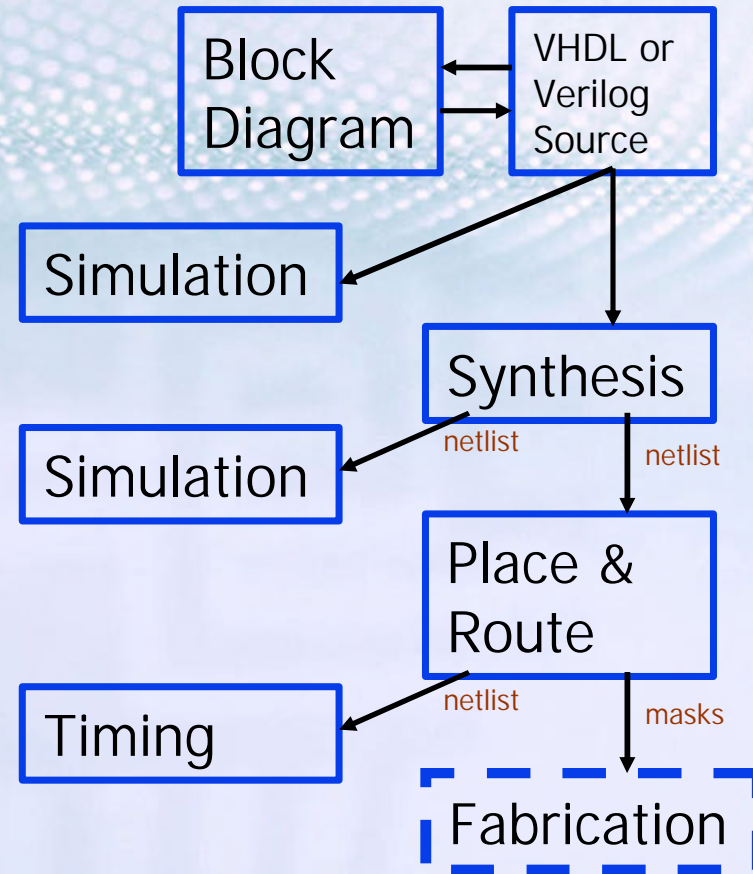 Block
Diagram
VHDL or
Verilog
Source
Simulation
Synthesis
netlist
netlist
Simulation
Place &
Route
netlist
masks
Timing
Fabrication